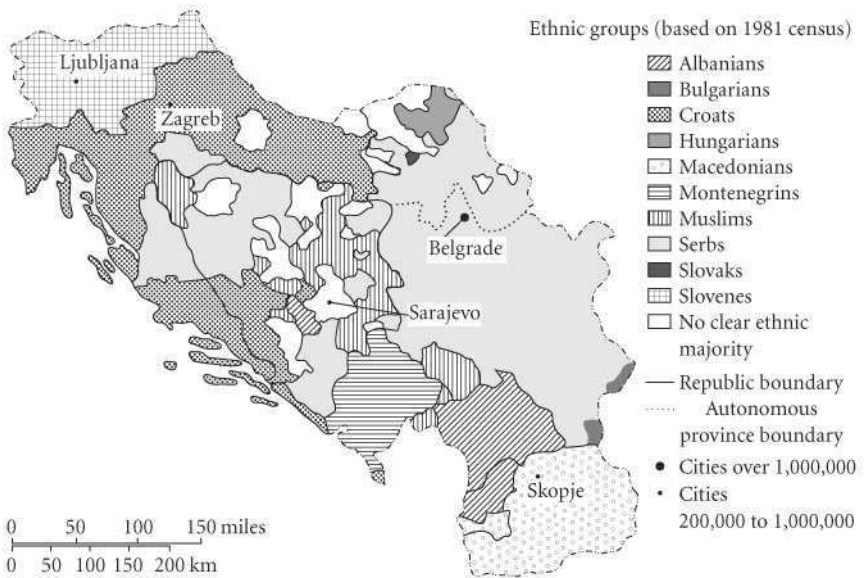 Ethnic groups (based on 1981 census)
Albanians
Bulgarians
Croats
Hungarians
Macedonians
Montenegrins
Muslims
Serbs
Slovaks
Slovenes
No clear ethnic
majority
Republic boundary
Autonomous
province boundary
Cities over 1,000,000
Cities
200,000 to 1,000,000
Ljubljana
Zagreb
Belgrade
Sarajevo
Skopje
0 50 100 150 miles
0 50 100 150 200 km